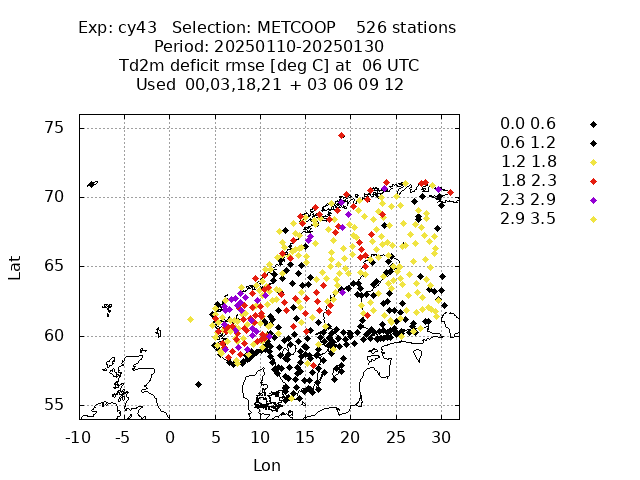 Exp: cy43 Selection: METCOOP 526 stations
Period: 20250110-20250130
Td2m deficit rmse [deg C] at 06 UTC
Used 00,03,18,21 + 03 06 09 12
0.0 0.6
0.6 1.2
1.2 1.8
1.8 2.3
2.3 2.9
2.9 3.5
75
70
65
60
55
Lat
-10 -5 0 5 10 15 20 25 30
Lon